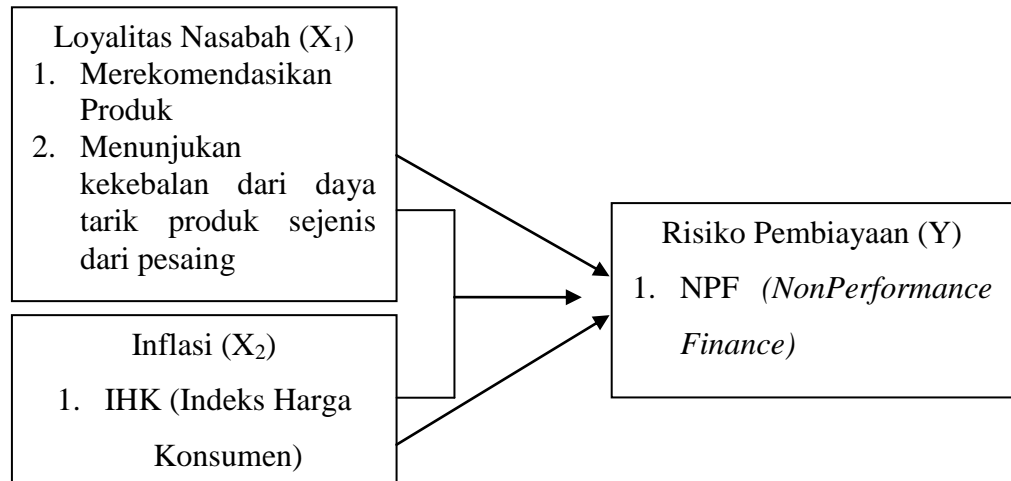 Loyalitas Nasabah (X₁)
1. Merekomendasikan
Produk
2. Menunjukan
kekebalan dari daya
tarik produk sejenis
dari pesaing
Inflasi (X₂)
1. IHK (Indeks Harga
Konsumen)
Risiko Pembiayaan (Y)
1. NPF (NonPerformance
Finance)